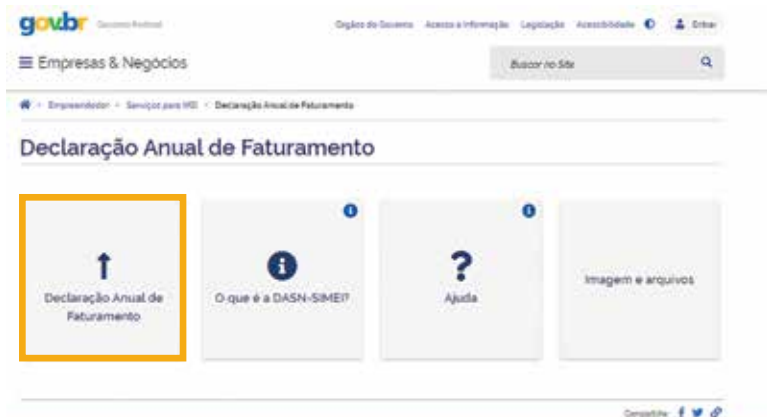 gov.br Governo Federal
Órgãos do Governo Acesso à Informação Legislação Acessibilidade Entrar
Empresas & Negócios
Buscar no Site
Empreendedor > Serviços para MEI > Declaração Anual de Faturamento
Declaração Anual de Faturamento
Declaração Anual de
Faturamento
O que é a DASN-SIMEI?
Ajuda
Imagem e arquivos
Compartilhe: